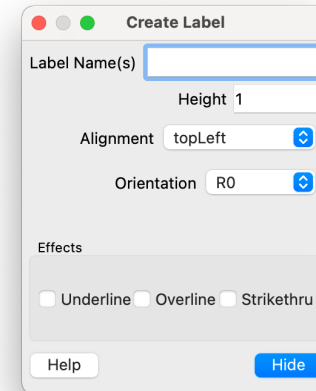 Create Label
Label Name(s)
Height 1
Alignment topLeft
Orientation R0
Effects
Underline Overline Strikethru
Help Hide